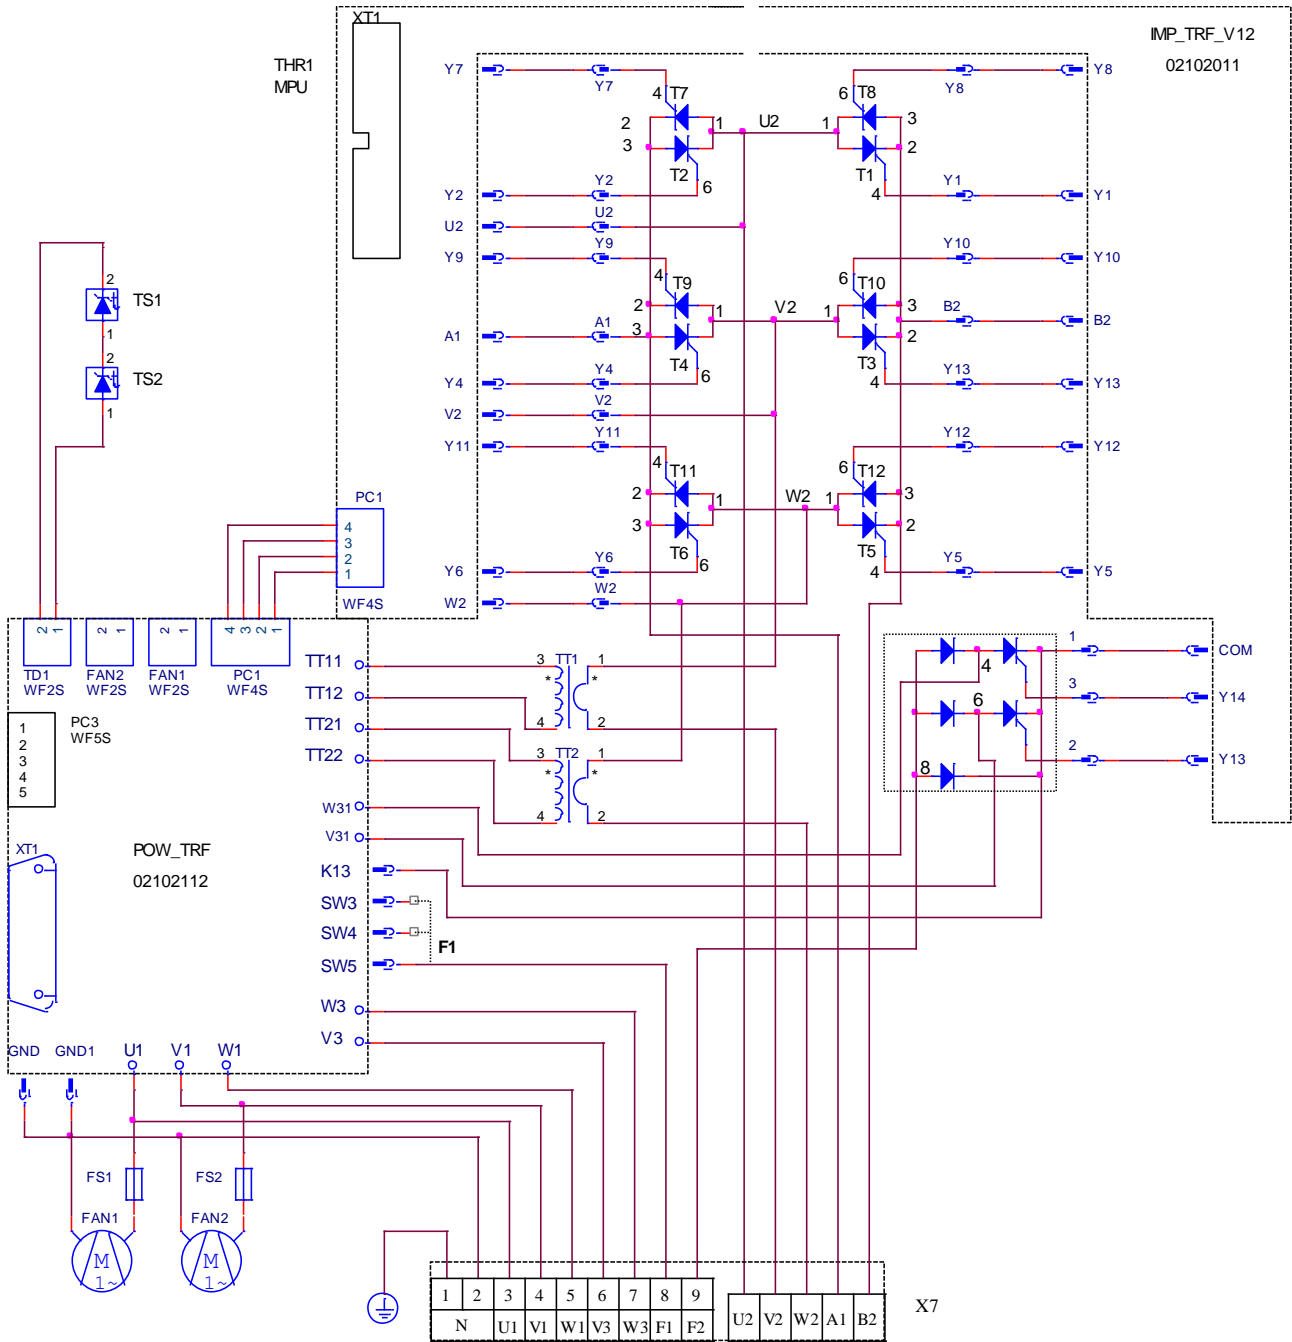 XT1
IMP_TRF_V12
02102011
THR1
MPU
Y7 Y7 4 T7 6 T8 Y8 Y8
2 1 U2 1 3
3 2
T2 T1
Y2 Y2 6 4 Y1 Y1
U2 U2
Y9 Y9 4 T9 6 T10 Y10 Y10
2 1 V2 1 3 B2 B2
A1 A1 3 2
T4 T3
Y4 Y4 6 4 Y13 Y13
V2 V2
Y11 Y11 4 T11 6 T12 Y12 Y12
2 1 W2 1 3
3 2
T6 T5
Y6 Y6 6 4 Y5 Y5
W2 W2
2
TS1
1
2
TS2
1
PC1
4
3
2
1
WF4S
2 1
TD1
WF2S
2 1
FAN2
WF2S
2 1
FAN1
WF2S
4 3 2 1
PC1
WF4S
PC3
WF5S
1
2
3
4
5
TT11 3 TT1 1
* *
TT12 4 2
TT21 3 TT2 1
* *
TT22 4 2
W31
V31
K13
SW3
SW4
F1
SW5
W3
V3
4 1 COM
6 3 Y14
8 2 Y13
XT1
POW_TRF
02102112
GND GND1 U1 V1 W1
FS1 FS2
FAN1 FAN2
M M
1~ 1~
1 2 3 4 5 6 7 8 9
N U1 V1 W1 V3 W3 F1 F2
U2 V2 W2 A1 B2
X7